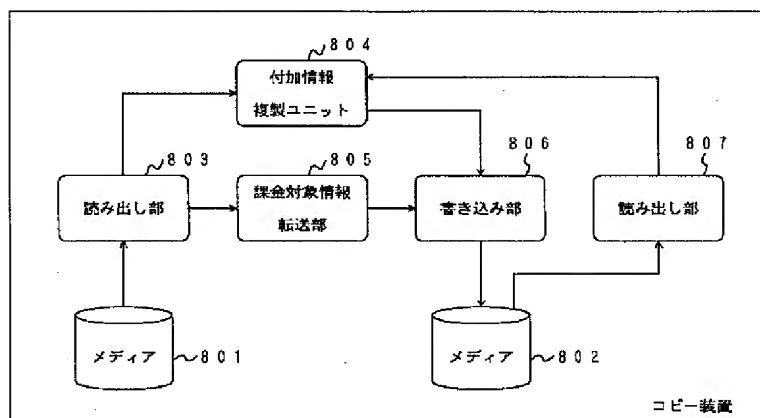 804
付加情報
複製ユニット
803
読み出し部
805
課金対象情報
転送部
806
書き込み部
807
読み出し部
メディア
801
メディア
802
コピー装置